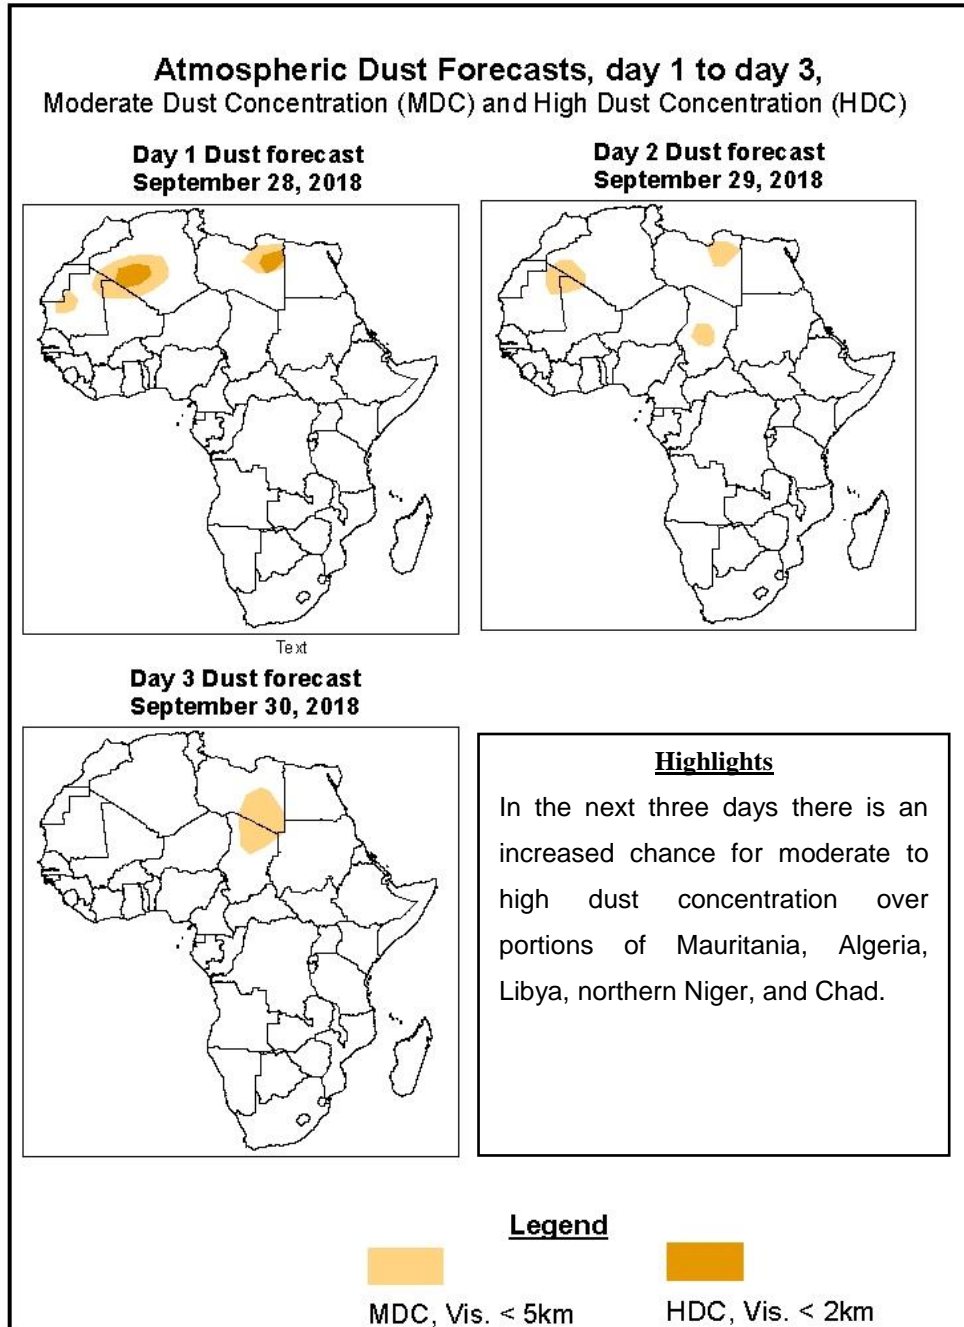 Atmospheric Dust Forecasts, day 1 to day 3,
Moderate Dust Concentration (MDC) and High Dust Concentration (HDC)
Day 1 Dust forecast
September 28, 2018
Day 2 Dust forecast
September 29, 2018
Text
Day 3 Dust forecast
September 30, 2018
Highlights
In the next three days there is an
increased chance for moderate to
high dust concentration over
portions of Mauritania, Algeria,
Libya, northern Niger, and Chad.
Legend
MDC, Vis. < 5km
HDC, Vis. < 2km